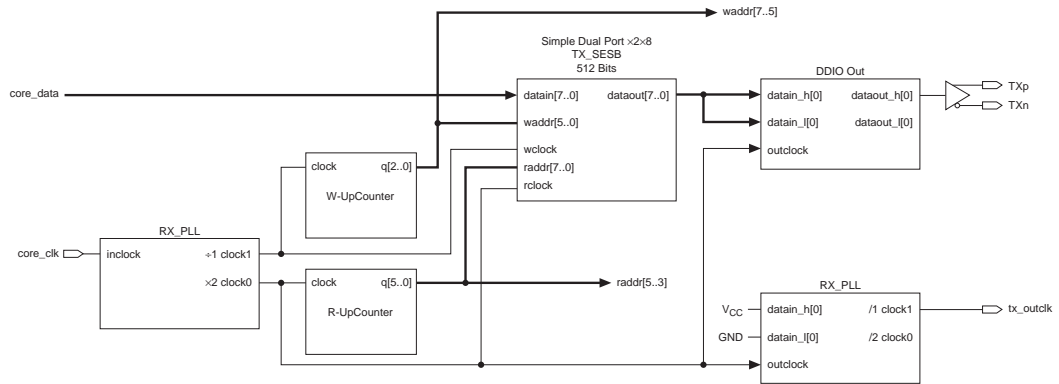 waddr[7..5]
Simple Dual Port ×2×8
TX_SESB
512 Bits
DDIO Out
core_data
datain[7..0] dataout[7..0]
datain_h[0] dataout_h[0]
TXp
TXn
waddr[5..0]
datain_l[0] dataout_l[0]
wclock
outclock
clock q[2..0]
raddr[7..0]
rclock
W-UpCounter
RX_PLL
core_clk
inclock ÷1 clock1
×2 clock0
clock q[5..0]
raddr[5..3]
R-UpCounter
RX_PLL
VCC datain_h[0] /1 clock1
tx_outclk
GND datain_l[0] /2 clock0
outclock